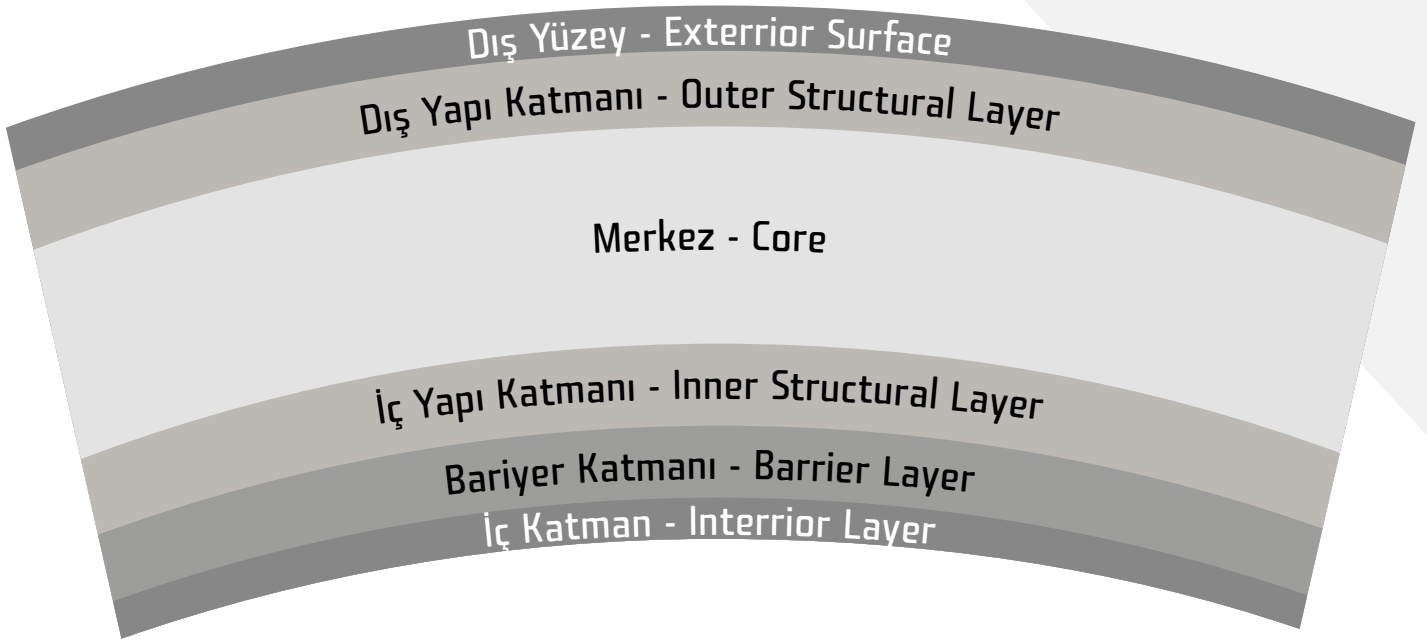 Dış Yüzey - Exterrior Surface
Dış Yapı Katmanı - Outer Structural Layer
Merkez - Core
İç Yapı Katmanı - Inner Structural Layer
Bariyer Katmanı - Barrier Layer
İç Katman - Interrior Layer